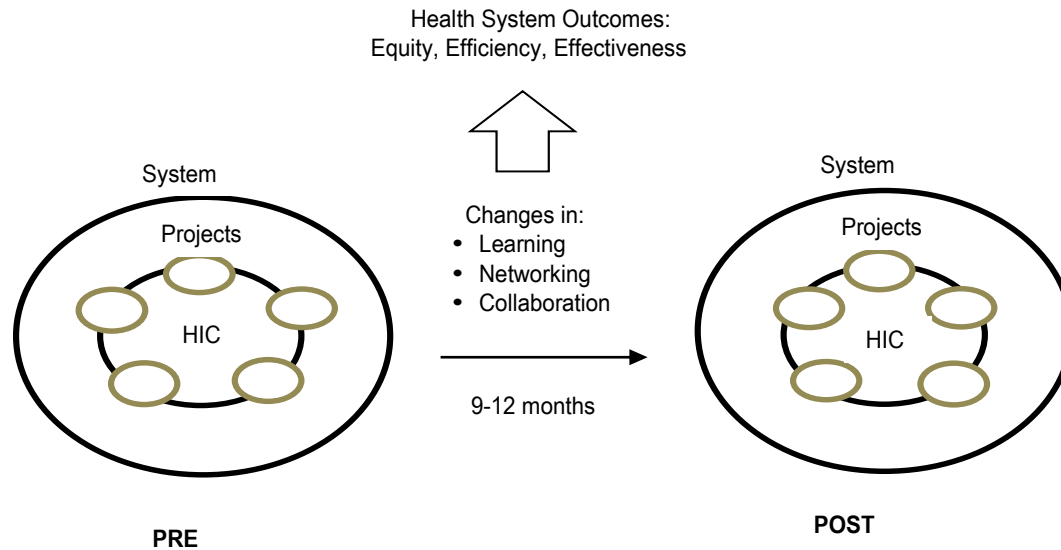 Health System Outcomes:
Equity, Efficiency, Effectiveness
System
Projects
HIC
PRE
Changes in:
• Learning
• Networking
• Collaboration
9-12 months
System
Projects
HIC
POST